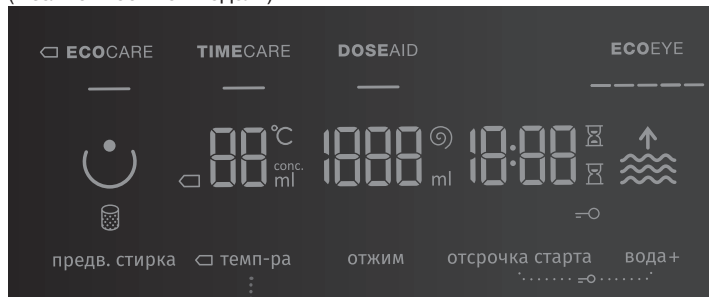 ECOCARE TIMECARE DOSEAID ECOEYE
88 °C 1888 18:88
conc.
ml ml
предв. стирка темп-ра отжим отсрочка старта вода+